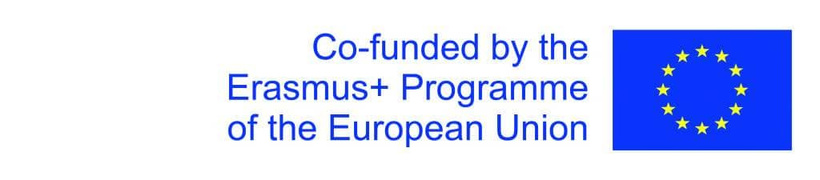 Co-funded by the
Erasmus+ Programme
of the European Union